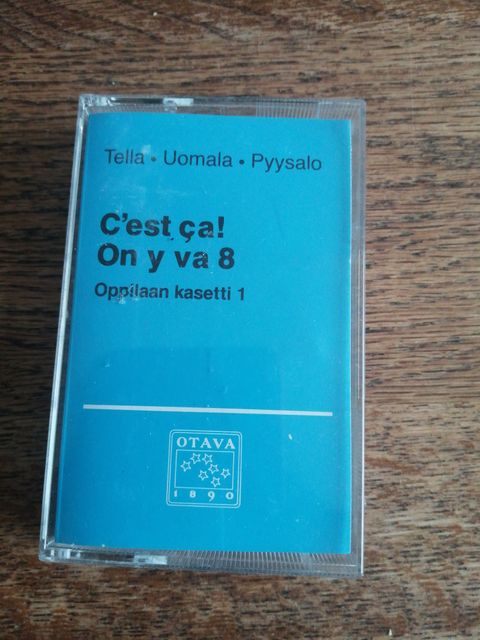 Tella • Uomala • Pyysalo
C'est ça!
On y va 8
Oppilaan kasetti 1
OTAVA
1890